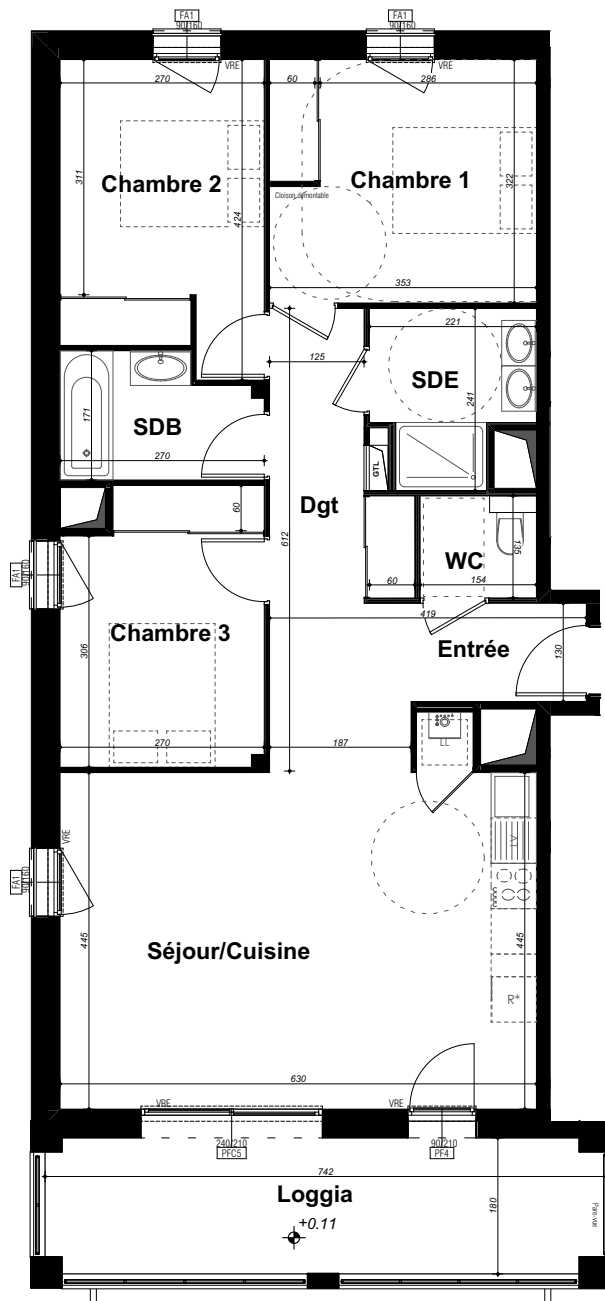 FA1
90/160
FA1
90/160
VRE
VRE
270
60
286
311
Chambre 2
Chambre 1
322
Cloison démontable
424
353
221
125
SDE
241
171
SDB
270
GTL
60
Dgt
612
WC
135
60
154
FA1
90/160
419
Chambre 3
306
Entrée
130
270
187
LL
VRE
LV
FA1
90/160
Séjour/Cuisine
445
445
R*
630
VRE
VRE
240/210
PFC5
90/210
PF4
742
Loggia
180
+0.11
Pare-vue